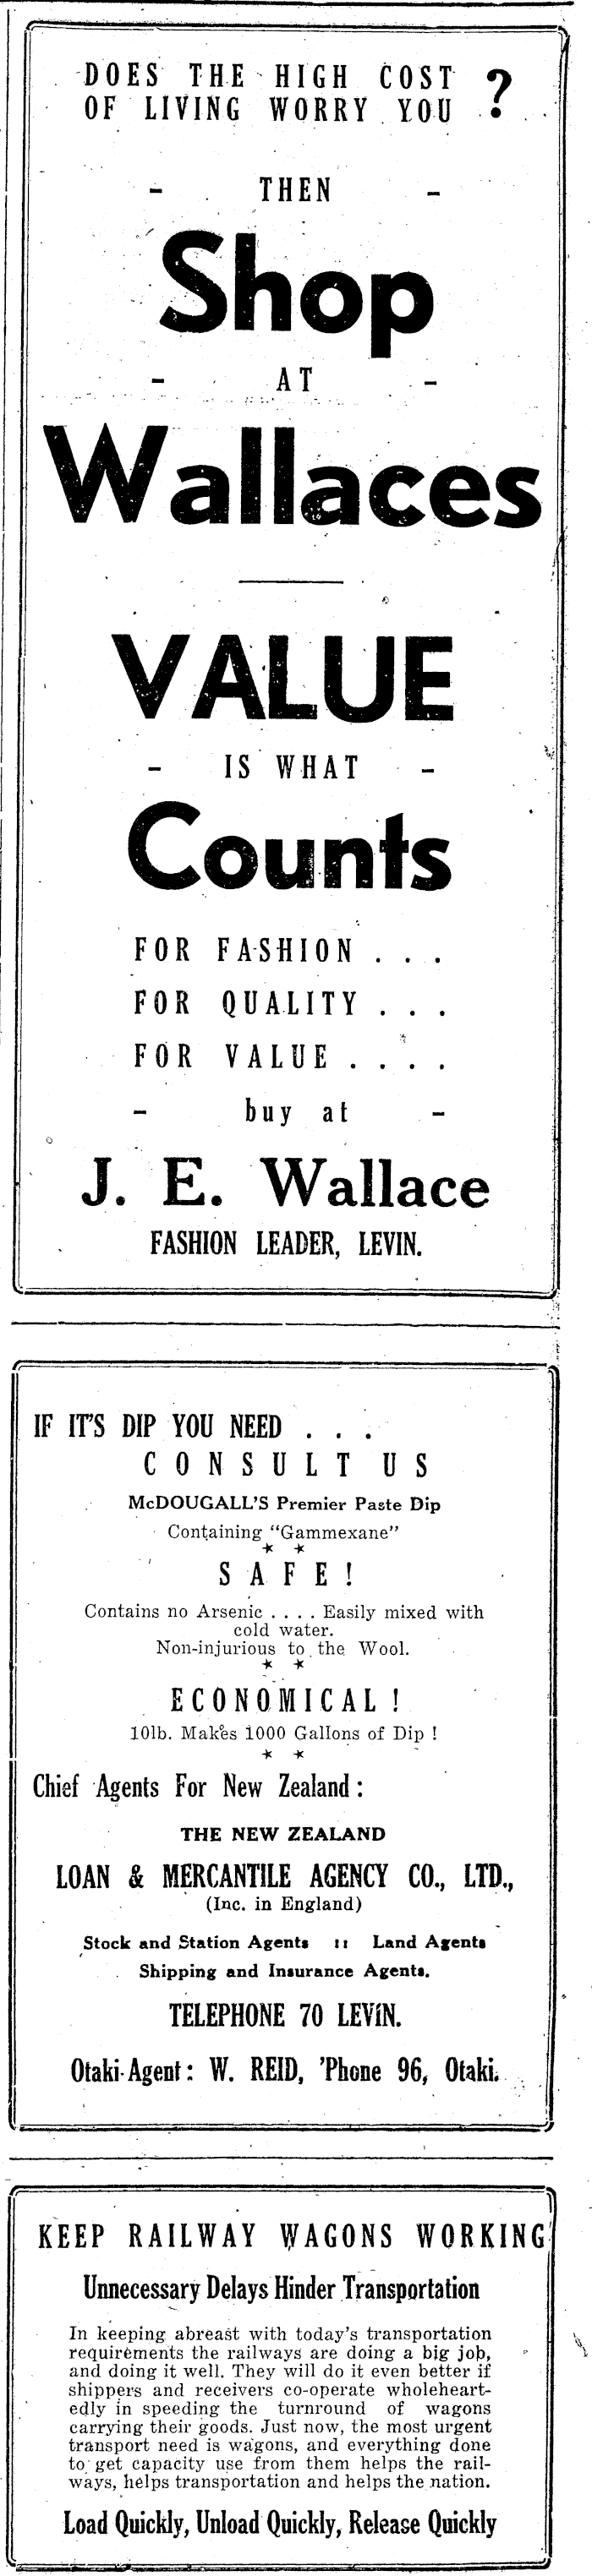 DOES THE HIGH COST
OF LIVING WORRY YOU ?
- THEN -
Shop
- AT -
Wallaces
VALUE
- IS WHAT -
Counts
FOR FASHION . . .
FOR QUALITY . . .
FOR VALUE . . . .
- buy at -
J. E. Wallace
FASHION LEADER, LEVIN.
IF IT'S DIP YOU NEED . . .
CONSULT US
McDOUGALL'S Premier Paste Dip
Containing "Gammexane"
* *
SAFE!
Contains no Arsenic . . . . Easily mixed with
cold water.
Non-injurious to the Wool.
* *
ECONOMICAL!
10lb. Makes 1000 Gallons of Dip !
* *
Chief Agents For New Zealand :
THE NEW ZEALAND
LOAN & MERCANTILE AGENCY CO., LTD.,
(Inc. in England)
Stock and Station Agents :: Land Agents
Shipping and Insurance Agents.
TELEPHONE 70 LEVIN.
Otaki Agent : W. REID, 'Phone 96, Otaki.
KEEP RAILWAY WAGONS WORKING
Unnecessary Delays Hinder Transportation
In keeping abreast with today's transportation
requirements the railways are doing a big job,
and doing it well. They will do it even better if
shippers and receivers co-operate wholeheart-
edly in speeding the turnround of wagons
carrying their goods. Just now, the most urgent
transport need is wagons, and everything done
to get capacity use from them helps the rail-
ways, helps transportation and helps the nation.
Load Quickly, Unload Quickly, Release Quickly